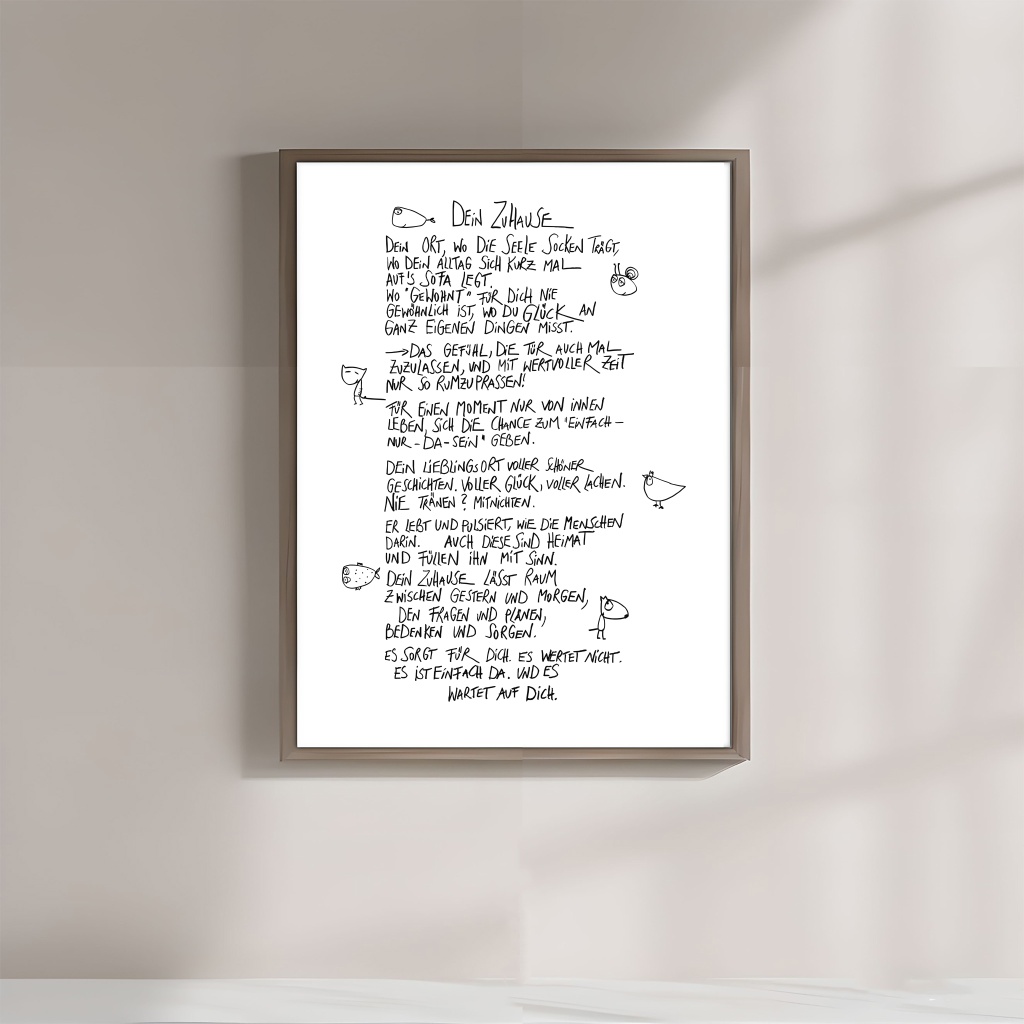 DEIN ZUHAUSE
DEIN ORT, WO DIE SEELE SOCKEN TRÄGT,
WO DEIN ALLTAG SICH KURZ MAL
AUF'S SOFA LEGT.
WO "GEWOHNT" FÜR DICH NIE
GEWÖHNLICH IST, WO DU GLÜCK AN
GANZ EIGENEN DINGEN MISST.
→ DAS GEFÜHL, DIE TÜR AUCH MAL
ZUZULASSEN, UND MIT WERTVOLLER ZEIT
NUR SO RUMZUPRASSEN!
FÜR EINEN MOMENT NUR VON INNEN
LEBEN, SICH DIE CHANCE ZUM "EINFACH-
NUR-DA-SEIN" GEBEN.
DEIN LIEBLINGSORT VOLLER SCHÖNER
GESCHICHTEN. VOLLER GLÜCK, VOLLER LACHEN.
NIE TRÄNEN? MITNICHTEN.
ER LEBT UND PULSIERT, WIE DIE MENSCHEN
DARIN. AUCH DIESE SIND HEIMAT
UND FÜLLEN IHN MIT SINN.
DEIN ZUHAUSE LÄSST RAUM
ZWISCHEN GESTERN UND MORGEN,
DEN FRAGEN UND PLÄNEN,
BEDENKEN UND SORGEN.
ES SORGT FÜR DICH. ES WERTET NICHT.
ES IST EINFACH DA. UND ES
WARTET AUF DICH.